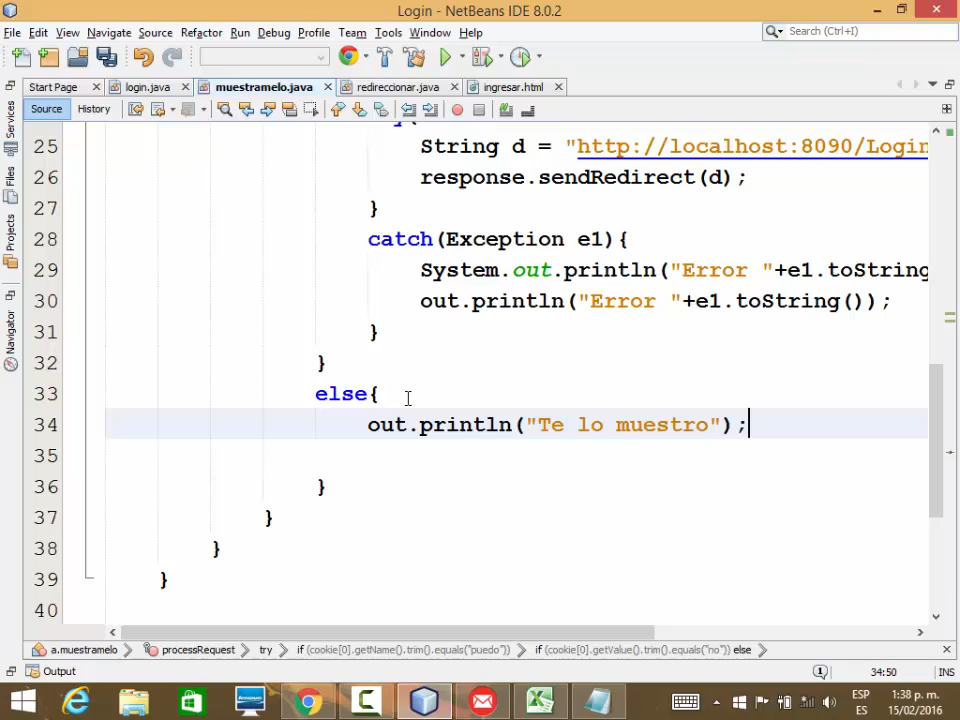 Login - NetBeans IDE 8.0.2
File Edit View Navigate Source Refactor Run Debug Profile Team Tools Window Help
Search (Ctrl+I)
Start Page login.java muestramelo.java redireccionar.java ingresar.html
Source History
Services
Files
Projects
Navigator
25 String d = "http://localhost:8090/Login
26 response.sendRedirect(d);
27 }
28 catch(Exception e1){
29 System.out.println("Error "+e1.toString
30 out.println("Error "+e1.toString());
31 }
32 }
33 else{
34 out.println("Te lo muestro");
35
36 }
37 }
38 }
39 }
40
a.muestramelo processRequest try if (cookie[0].getName().trim().equals("puedo") if (cookie[0].getValue().trim().equals("no") else
Output 1 34:50 INS
ESP
ES
1:38 p. m.
15/02/2016